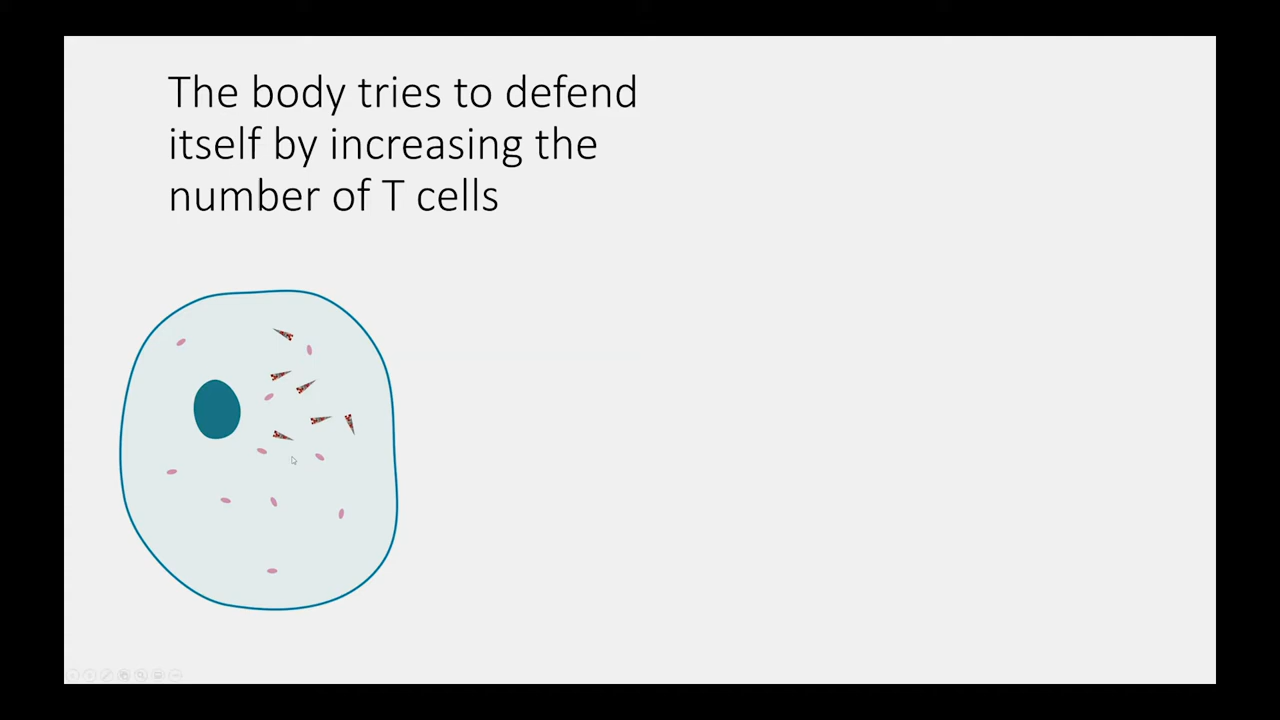 The body tries to defend
itself by increasing the
number of T cells